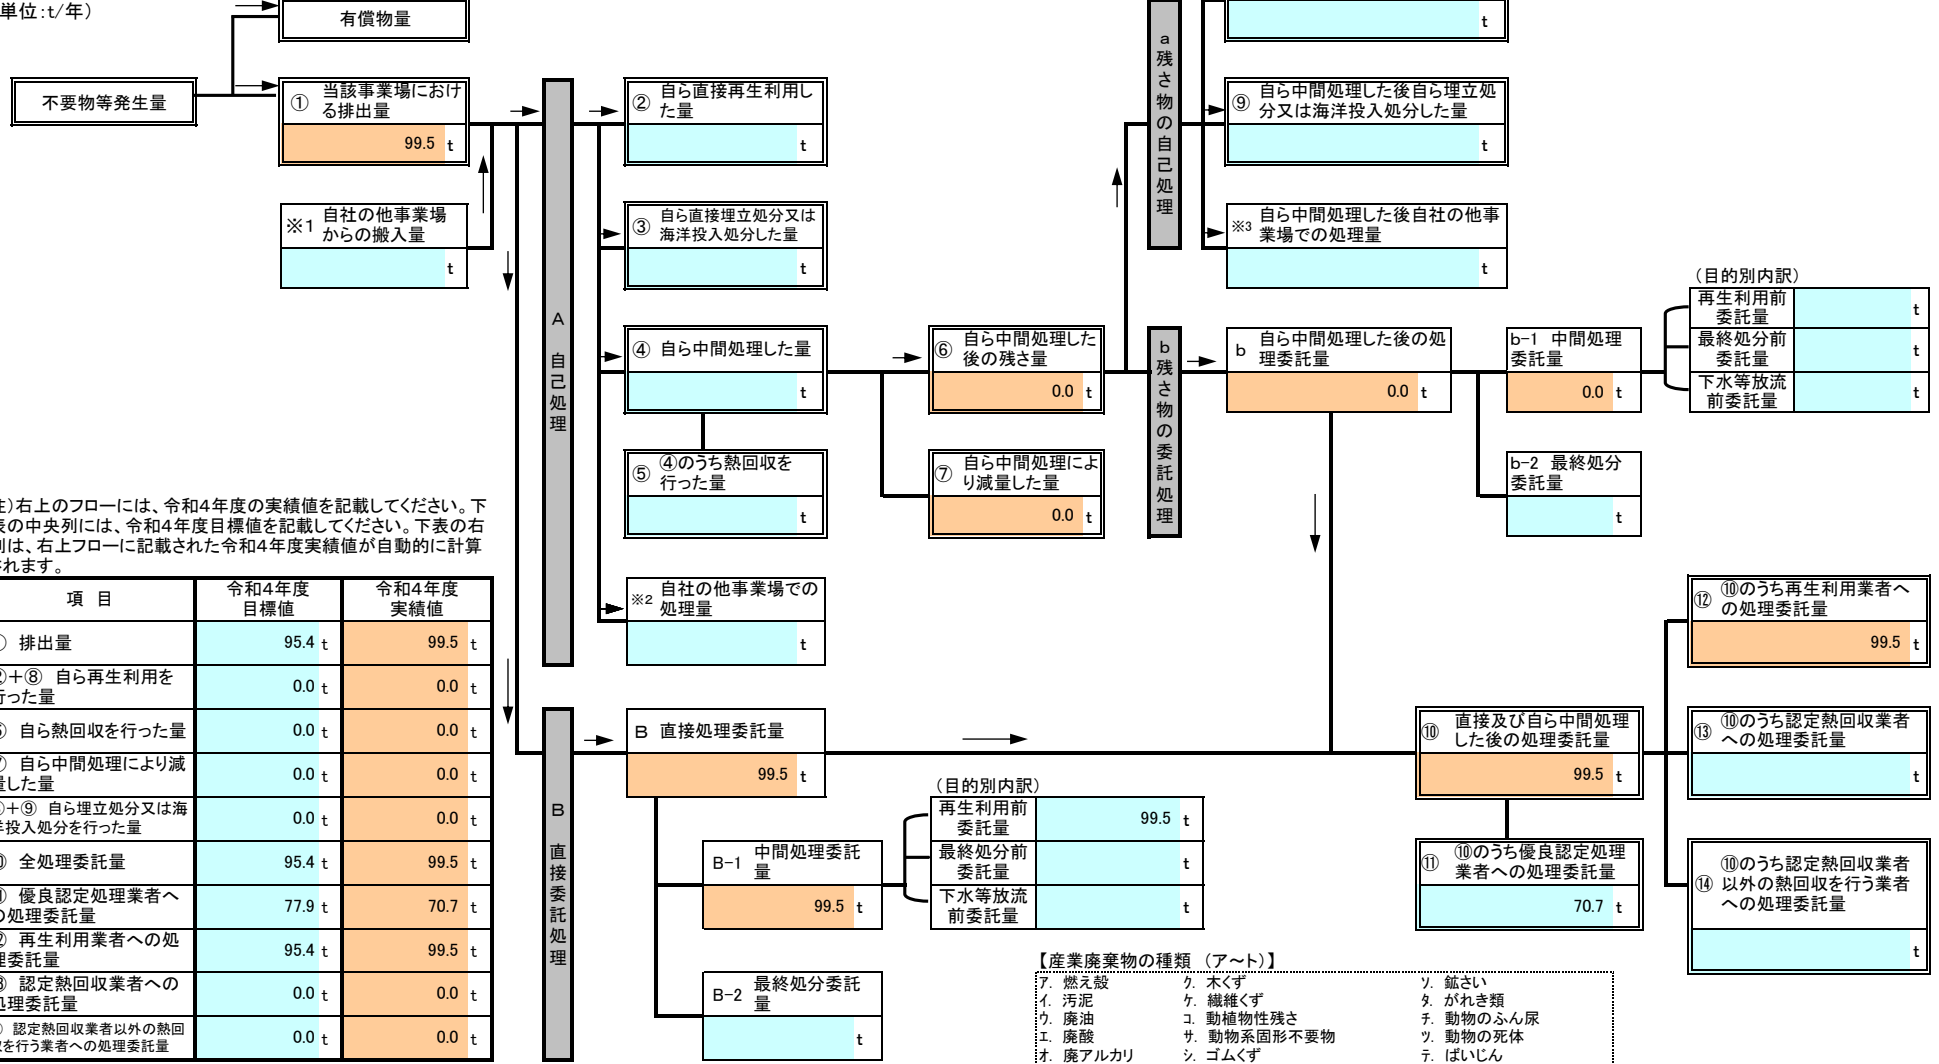 単位:t/年)
有償物量
不要物等発生量
① 当該事業場におけ
る排出量
99.5 t
※1 自社の他事業場
からの搬入量
t
A 自己処理
② 自ら直接再生利用し
た量
t
③ 自ら直接埋立処分又は
海洋投入処分した量
t
④ 自ら中間処理した量
t
⑤ ④のうち熱回収を
行った量
t
※2 自社の他事業場での
処理量
t
⑥ 自ら中間処理した
後の残さ量
0.0 t
⑦ 自ら中間処理によ
り減量した量
0.0 t
a 残さ物の自己処理
t
⑨ 自ら中間処理した後自ら埋立処
分又は海洋投入処分した量
t
※3 自ら中間処理した後自社の他事
業場での処理量
t
b 残さ物の委託処理
b 自ら中間処理した後の処
理委託量
0.0 t
b-1 中間処理
委託量
0.0 t
(目的別内訳)
再生利用前
委託量
t
最終処分前
委託量
t
下水等放流
前委託量
t
b-2 最終処分
委託量
t
)右上のフローには、令和4年度の実績値を記載してください。下
の中央列には、令和4年度目標値を記載してください。下表の右
は、右上フローに記載された令和4年度実績値が自動的に計算
れます。
項 目 令和4年度
目標値 令和4年度
実績値
排出量 95.4 t 99.5 t
+⑧ 自ら再生利用を
行った量 0.0 t 0.0 t
自ら熱回収を行った量 0.0 t 0.0 t
自ら中間処理により減
量した量 0.0 t 0.0 t
+⑨ 自ら埋立処分又は海
洋投入処分を行った量 0.0 t 0.0 t
全処理委託量 95.4 t 99.5 t
優良認定処理業者へ
の処理委託量 77.9 t 70.7 t
再生利用業者への処
理委託量 95.4 t 99.5 t
認定熱回収業者への
処理委託量 0.0 t 0.0 t
認定熱回収業者以外の熱回
収を行う業者への処理委託量 0.0 t 0.0 t
B 直接委託処理
B 直接処理委託量
99.5 t
B-1 中間処理委託
量
99.5 t
(目的別内訳)
再生利用前
委託量
99.5 t
最終処分前
委託量
t
下水等放流
前委託量
t
B-2 最終処分委託
量
t
⑩ 直接及び自ら中間処理
した後の処理委託量
99.5 t
⑪ ⑩のうち優良認定処理
業者への処理委託量
70.7 t
⑫ ⑩のうち再生利用業者へ
の処理委託量
99.5 t
⑬ ⑩のうち認定熱回収業者
への処理委託量
t
⑭ ⑩のうち認定熱回収業者
以外の熱回収を行う業者
への処理委託量
t
【産業廃棄物の種類 (ア~ト)】
ア. 燃え殻 ク. 木くず ソ. 鉱さい
イ. 汚泥 ケ. 繊維くず タ. がれき類
ウ. 廃油 コ. 動植物性残さ チ. 動物のふん尿
エ. 廃酸 サ. 動物系固形不要物 ツ. 動物の死体
オ. 廃アルカリ シ. ゴムくず テ. ばいじん